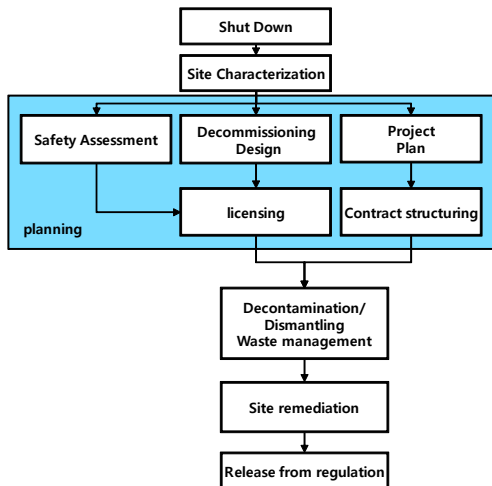 Shut Down
Site Characterization
Safety Assessment
Decommissioning
Design
Project
Plan
licensing
Contract structuring
planning
Decontamination/
Dismantling
Waste management
Site remediation
Release from regulation